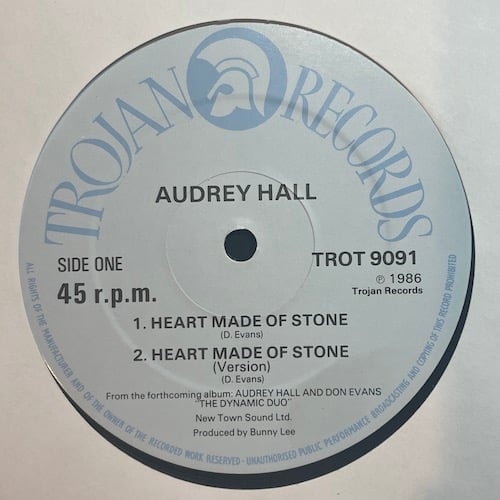 TROJAN RECORDS
AUDREY HALL
SIDE ONE
45 r.p.m.
TROT 9091
℗ 1986
Trojan Records
1. HEART MADE OF STONE
(D. Evans)
2. HEART MADE OF STONE
(Version)
(D. Evans)
From the forthcoming album: AUDREY HALL AND DON EVANS
"THE DYNAMIC DUO"
New Town Sound Ltd.
Produced by Bunny Lee
ALL RIGHTS OF THE MANUFACTURER AND OF THE OWNER OF THE RECORDED WORK RESERVED - UNAUTHORISED PUBLIC PERFORMANCE BROADCASTING AND COPYING OF THIS RECORD PROHIBITED